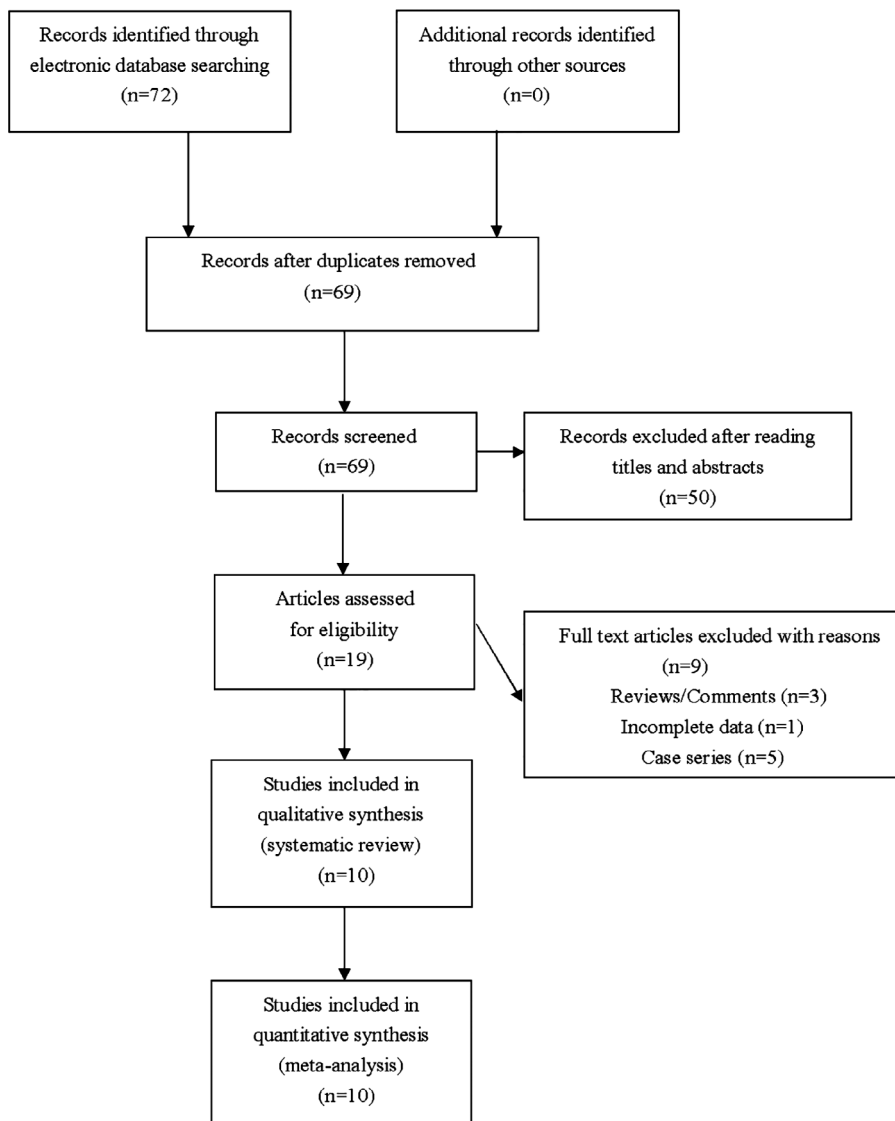 Records identified through
electronic database searching
(n=72)
Additional records identified
through other sources
(n=0)
Records after duplicates removed
(n=69)
Records screened
(n=69)
Records excluded after reading
titles and abstracts
(n=50)
Articles assessed
for eligibility
(n=19)
Full text articles excluded with reasons
(n=9)
Reviews/Comments (n=3)
Incomplete data (n=1)
Case series (n=5)
Studies included in
qualitative synthesis
(systematic review)
(n=10)
Studies included in
quantitative synthesis
(meta-analysis)
(n=10)